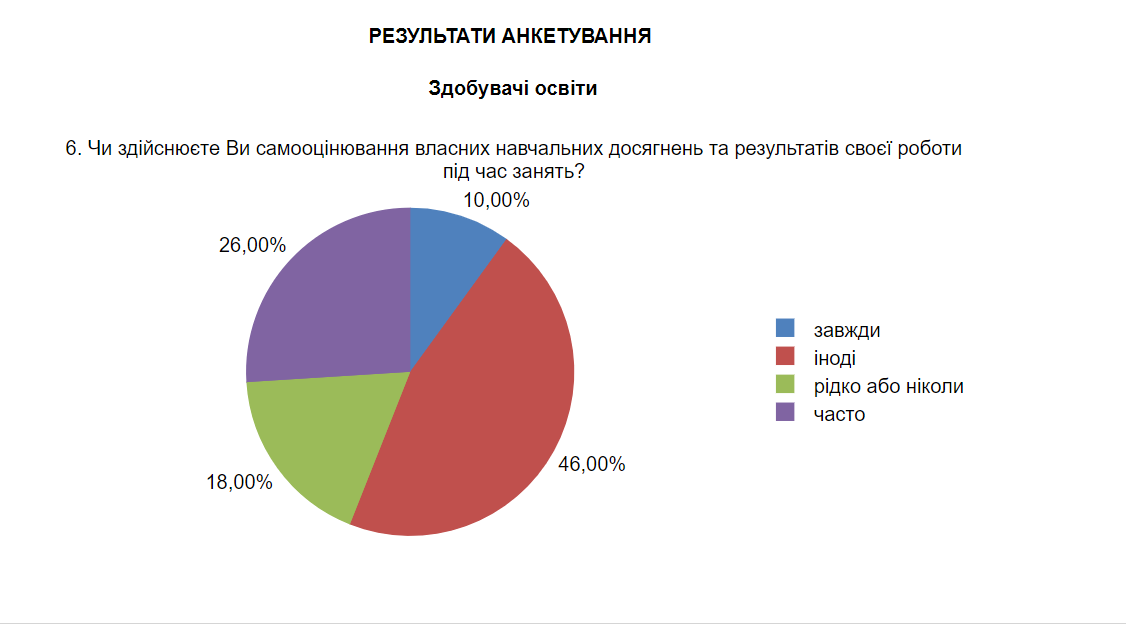 РЕЗУЛЬТАТИ АНКЕТУВАННЯ
Здобувачі освіти
6. Чи здійснюєте Ви самооцінювання власних навчальних досягнень та результатів своєї роботи
під час занять?
10,00%
26,00%
46,00%
18,00%
завжди
іноді
рідко або ніколи
часто